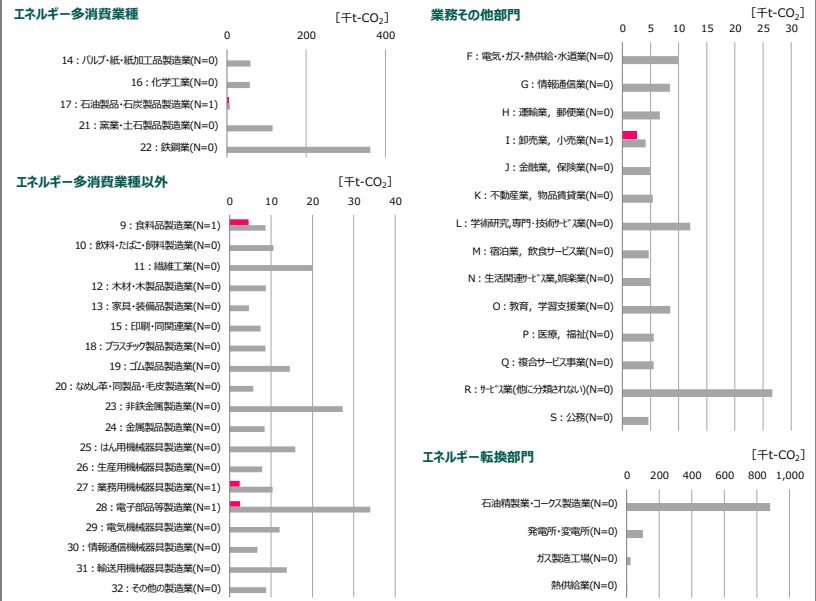 エネルギー多消費業種
[千t-CO₂]
0 200 400
14：パルプ・紙・紙加工品製造業(N=0)
16：化学工業(N=0)
17：石油製品・石炭製品製造業(N=1)
21：窯業・土石製品製造業(N=0)
22：鉄鋼業(N=0)
エネルギー多消費業種以外
[千t-CO₂]
0 10 20 30 40
9：食料品製造業(N=1)
10：飲料・たばこ・飼料製造業(N=0)
11：繊維工業(N=0)
12：木材・木製品製造業(N=0)
13：家具・装備品製造業(N=0)
15：印刷・同関連業(N=0)
18：プラスチック製品製造業(N=0)
19：ゴム製品製造業(N=0)
20：なめし革・同製品・毛皮製造業(N=0)
23：非鉄金属製造業(N=0)
24：金属製品製造業(N=0)
25：はん用機械器具製造業(N=0)
26：生産用機械器具製造業(N=0)
27：業務用機械器具製造業(N=1)
28：電子部品等製造業(N=1)
29：電気機械器具製造業(N=0)
30：情報通信機械器具製造業(N=0)
31：輸送用機械器具製造業(N=0)
32：その他の製造業(N=0)
業務その他部門
[千t-CO₂]
0 5 10 15 20 25 30
F：電気・ガス・熱供給・水道業(N=0)
G：情報通信業(N=0)
H：運輸業，郵便業(N=0)
I：卸売業，小売業(N=1)
J：金融業，保険業(N=0)
K：不動産業，物品賃貸業(N=0)
L：学術研究,専門・技術ｻｰﾋﾞｽ業(N=0)
M：宿泊業，飲食サービス業(N=0)
N：生活関連ｻｰﾋﾞｽ業,娯楽業(N=0)
O：教育，学習支援業(N=0)
P：医療，福祉(N=0)
Q：複合サービス事業(N=0)
R：ｻｰﾋﾞｽ業(他に分類されない)(N=0)
S：公務(N=0)
エネルギー転換部門
[千t-CO₂]
0 200 400 600 800 1,000
石油精製業・コークス製造業(N=0)
発電所・変電所(N=0)
ガス製造工場(N=0)
熱供給業(N=0)